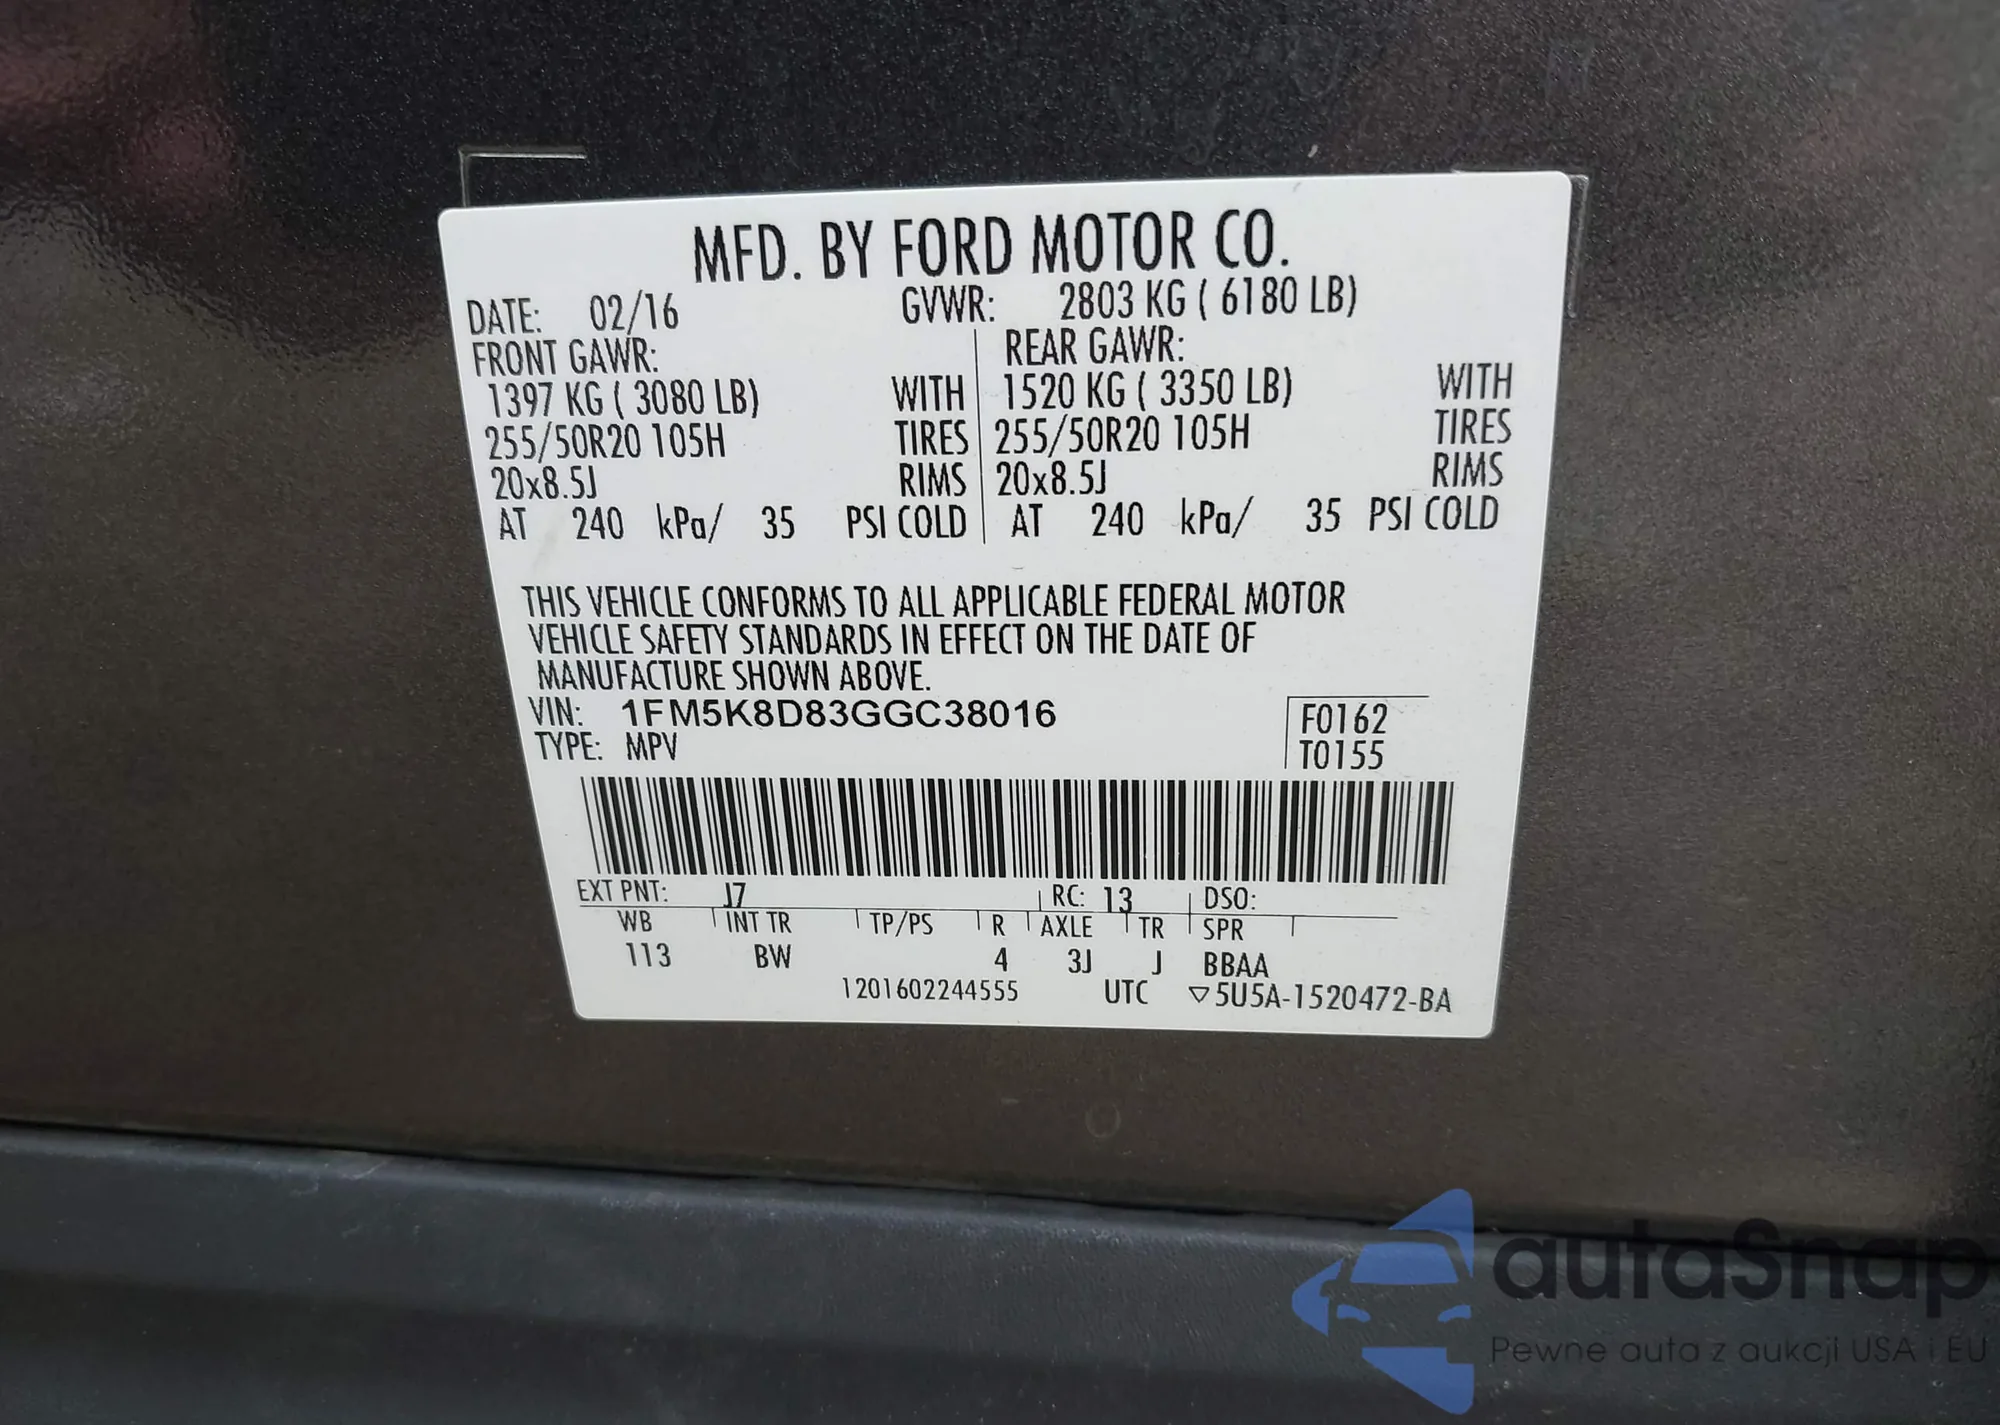 MFD. BY FORD MOTOR CO.
DATE: 02/16 GVWR: 2803 KG ( 6180 LB)
FRONT GAWR: REAR GAWR:
1397 KG ( 3080 LB) WITH 1520 KG ( 3350 LB) WITH
255/50R20 105H TIRES 255/50R20 105H TIRES
20x8.5J RIMS 20x8.5J RIMS
AT 240 kPa/ 35 PSI COLD AT 240 kPa/ 35 PSI COLD
THIS VEHICLE CONFORMS TO ALL APPLICABLE FEDERAL MOTOR
VEHICLE SAFETY STANDARDS IN EFFECT ON THE DATE OF
MANUFACTURE SHOWN ABOVE.
VIN: 1FM5K8D83GGC38016 F0162
TYPE: MPV T0155
EXT PNT: J7 RC: 13 DSO:
WB INT TR TP/PS R AXLE TR SPR
113 BW 4 3J J BBAA
1201602244555 UTC ▽5U5A-1520472-BA
autaSnap
Pewne auta z aukcji USA i EU